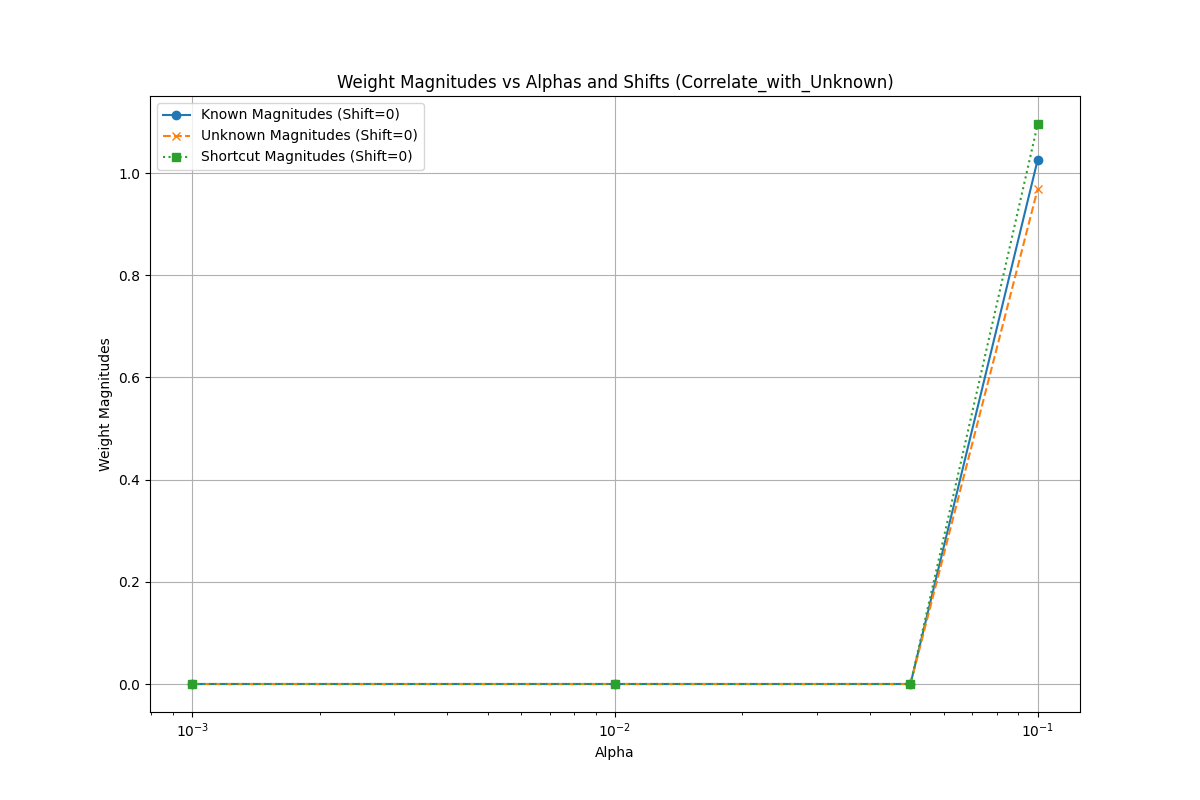 Weight Magnitudes vs Alphas and Shifts (Correlate_with_Unknown)
Known Magnitudes (Shift=0)
Unknown Magnitudes (Shift=0)
Shortcut Magnitudes (Shift=0)
Weight Magnitudes
1.0
0.8
0.6
0.4
0.2
0.0
10⁻³ 10⁻² 10⁻¹
Alpha